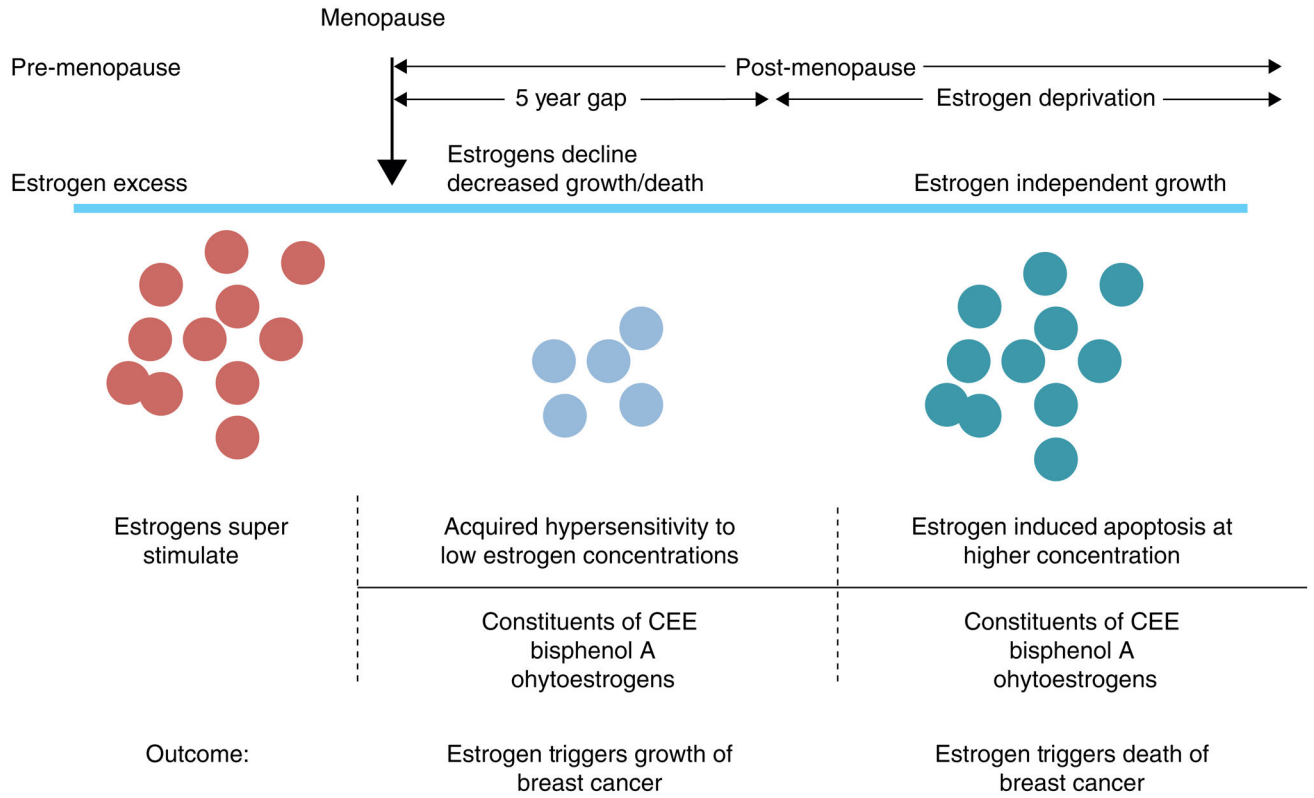 Menopause
Pre-menopause
Post-menopause
5 year gap
Estrogen deprivation
Estrogen excess
Estrogens decline
decreased growth/death
Estrogen independent growth
Estrogens super
stimulate
Acquired hypersensitivity to
low estrogen concentrations
Estrogen induced apoptosis at
higher concentration
Constituents of CEE
bisphenol A
ohytoestrogens
Constituents of CEE
bisphenol A
ohytoestrogens
Outcome:
Estrogen triggers growth of
breast cancer
Estrogen triggers death of
breast cancer